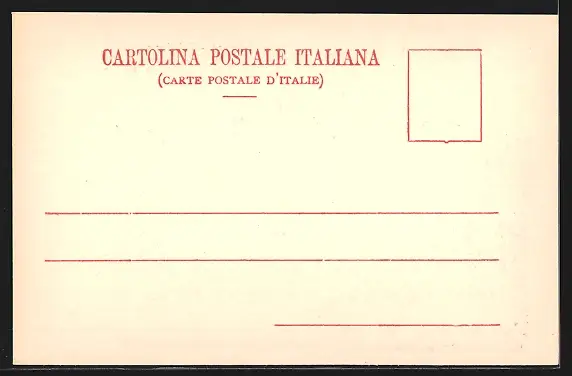 CARTOLINA POSTALE ITALIANA
(CARTE POSTALE D'ITALIE)